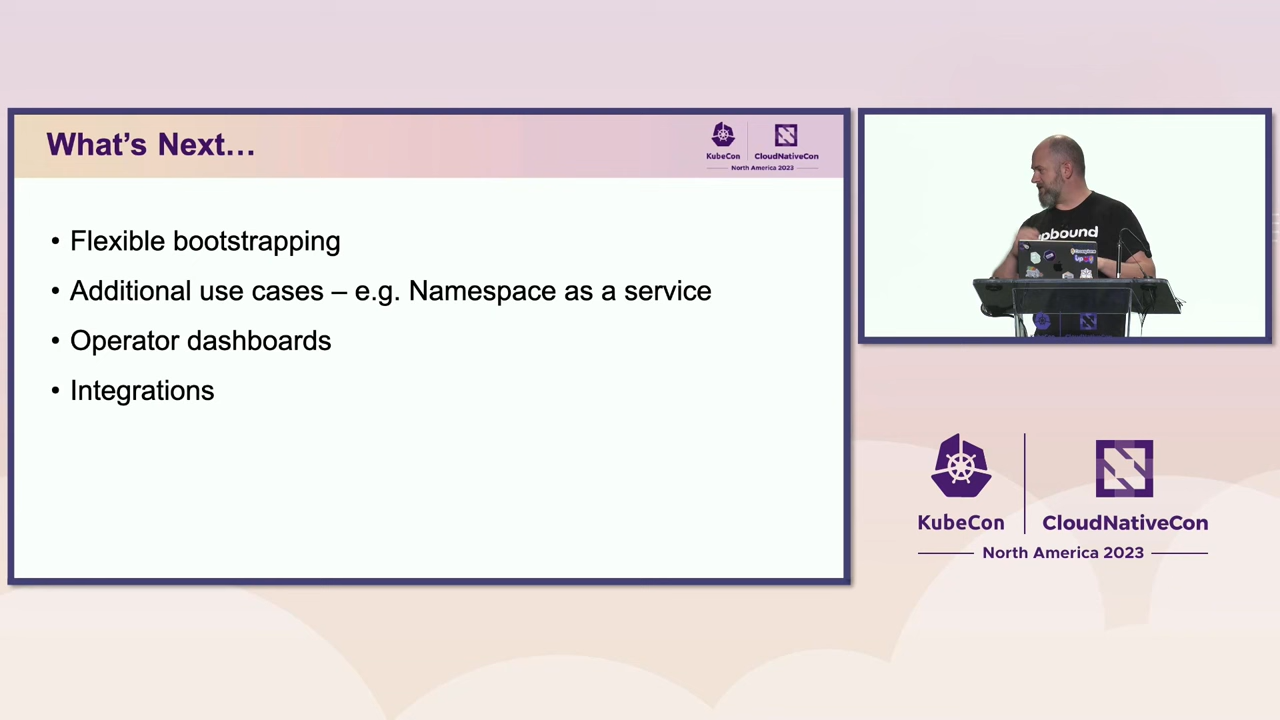 What's Next…
KubeCon
CloudNativeCon
North America 2023
• Flexible bootstrapping
• Additional use cases – e.g. Namespace as a service
• Operator dashboards
• Integrations
KubeCon
CloudNativeCon
North America 2023